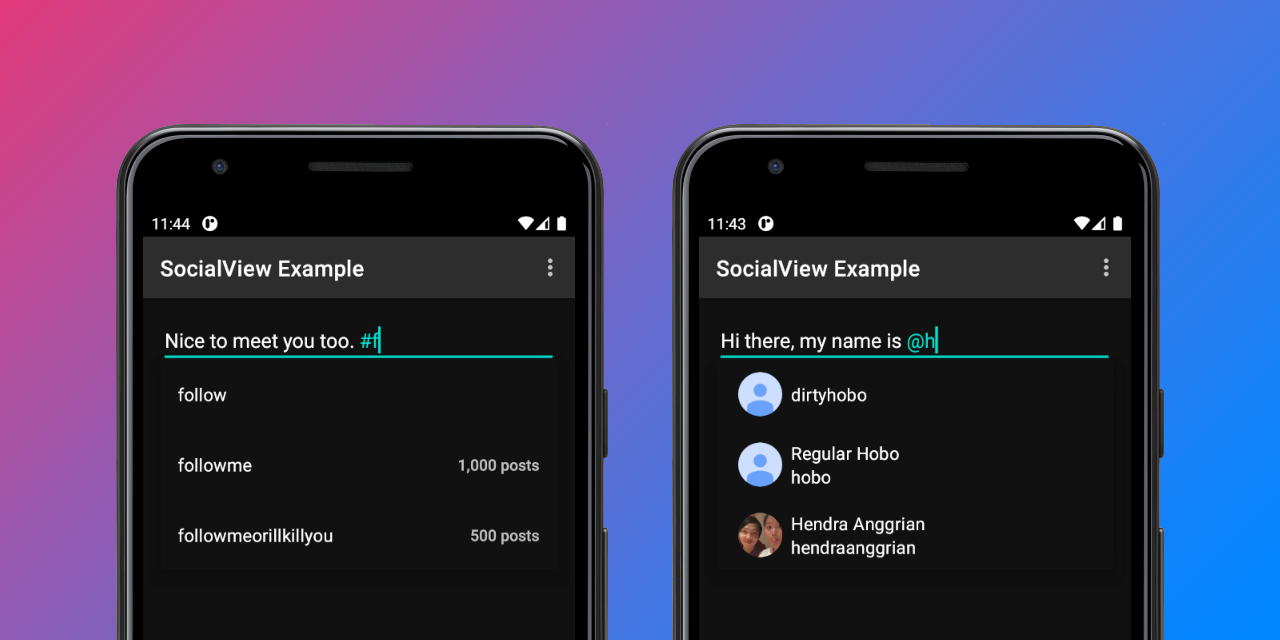 11:44
SocialView Example
Nice to meet you too. #f
follow
followme 1,000 posts
followmeorillkillyou 500 posts
11:43
SocialView Example
Hi there, my name is @h
dirtyhobo
Regular Hobo
hobo
Hendra Anggrian
hendraanggrian